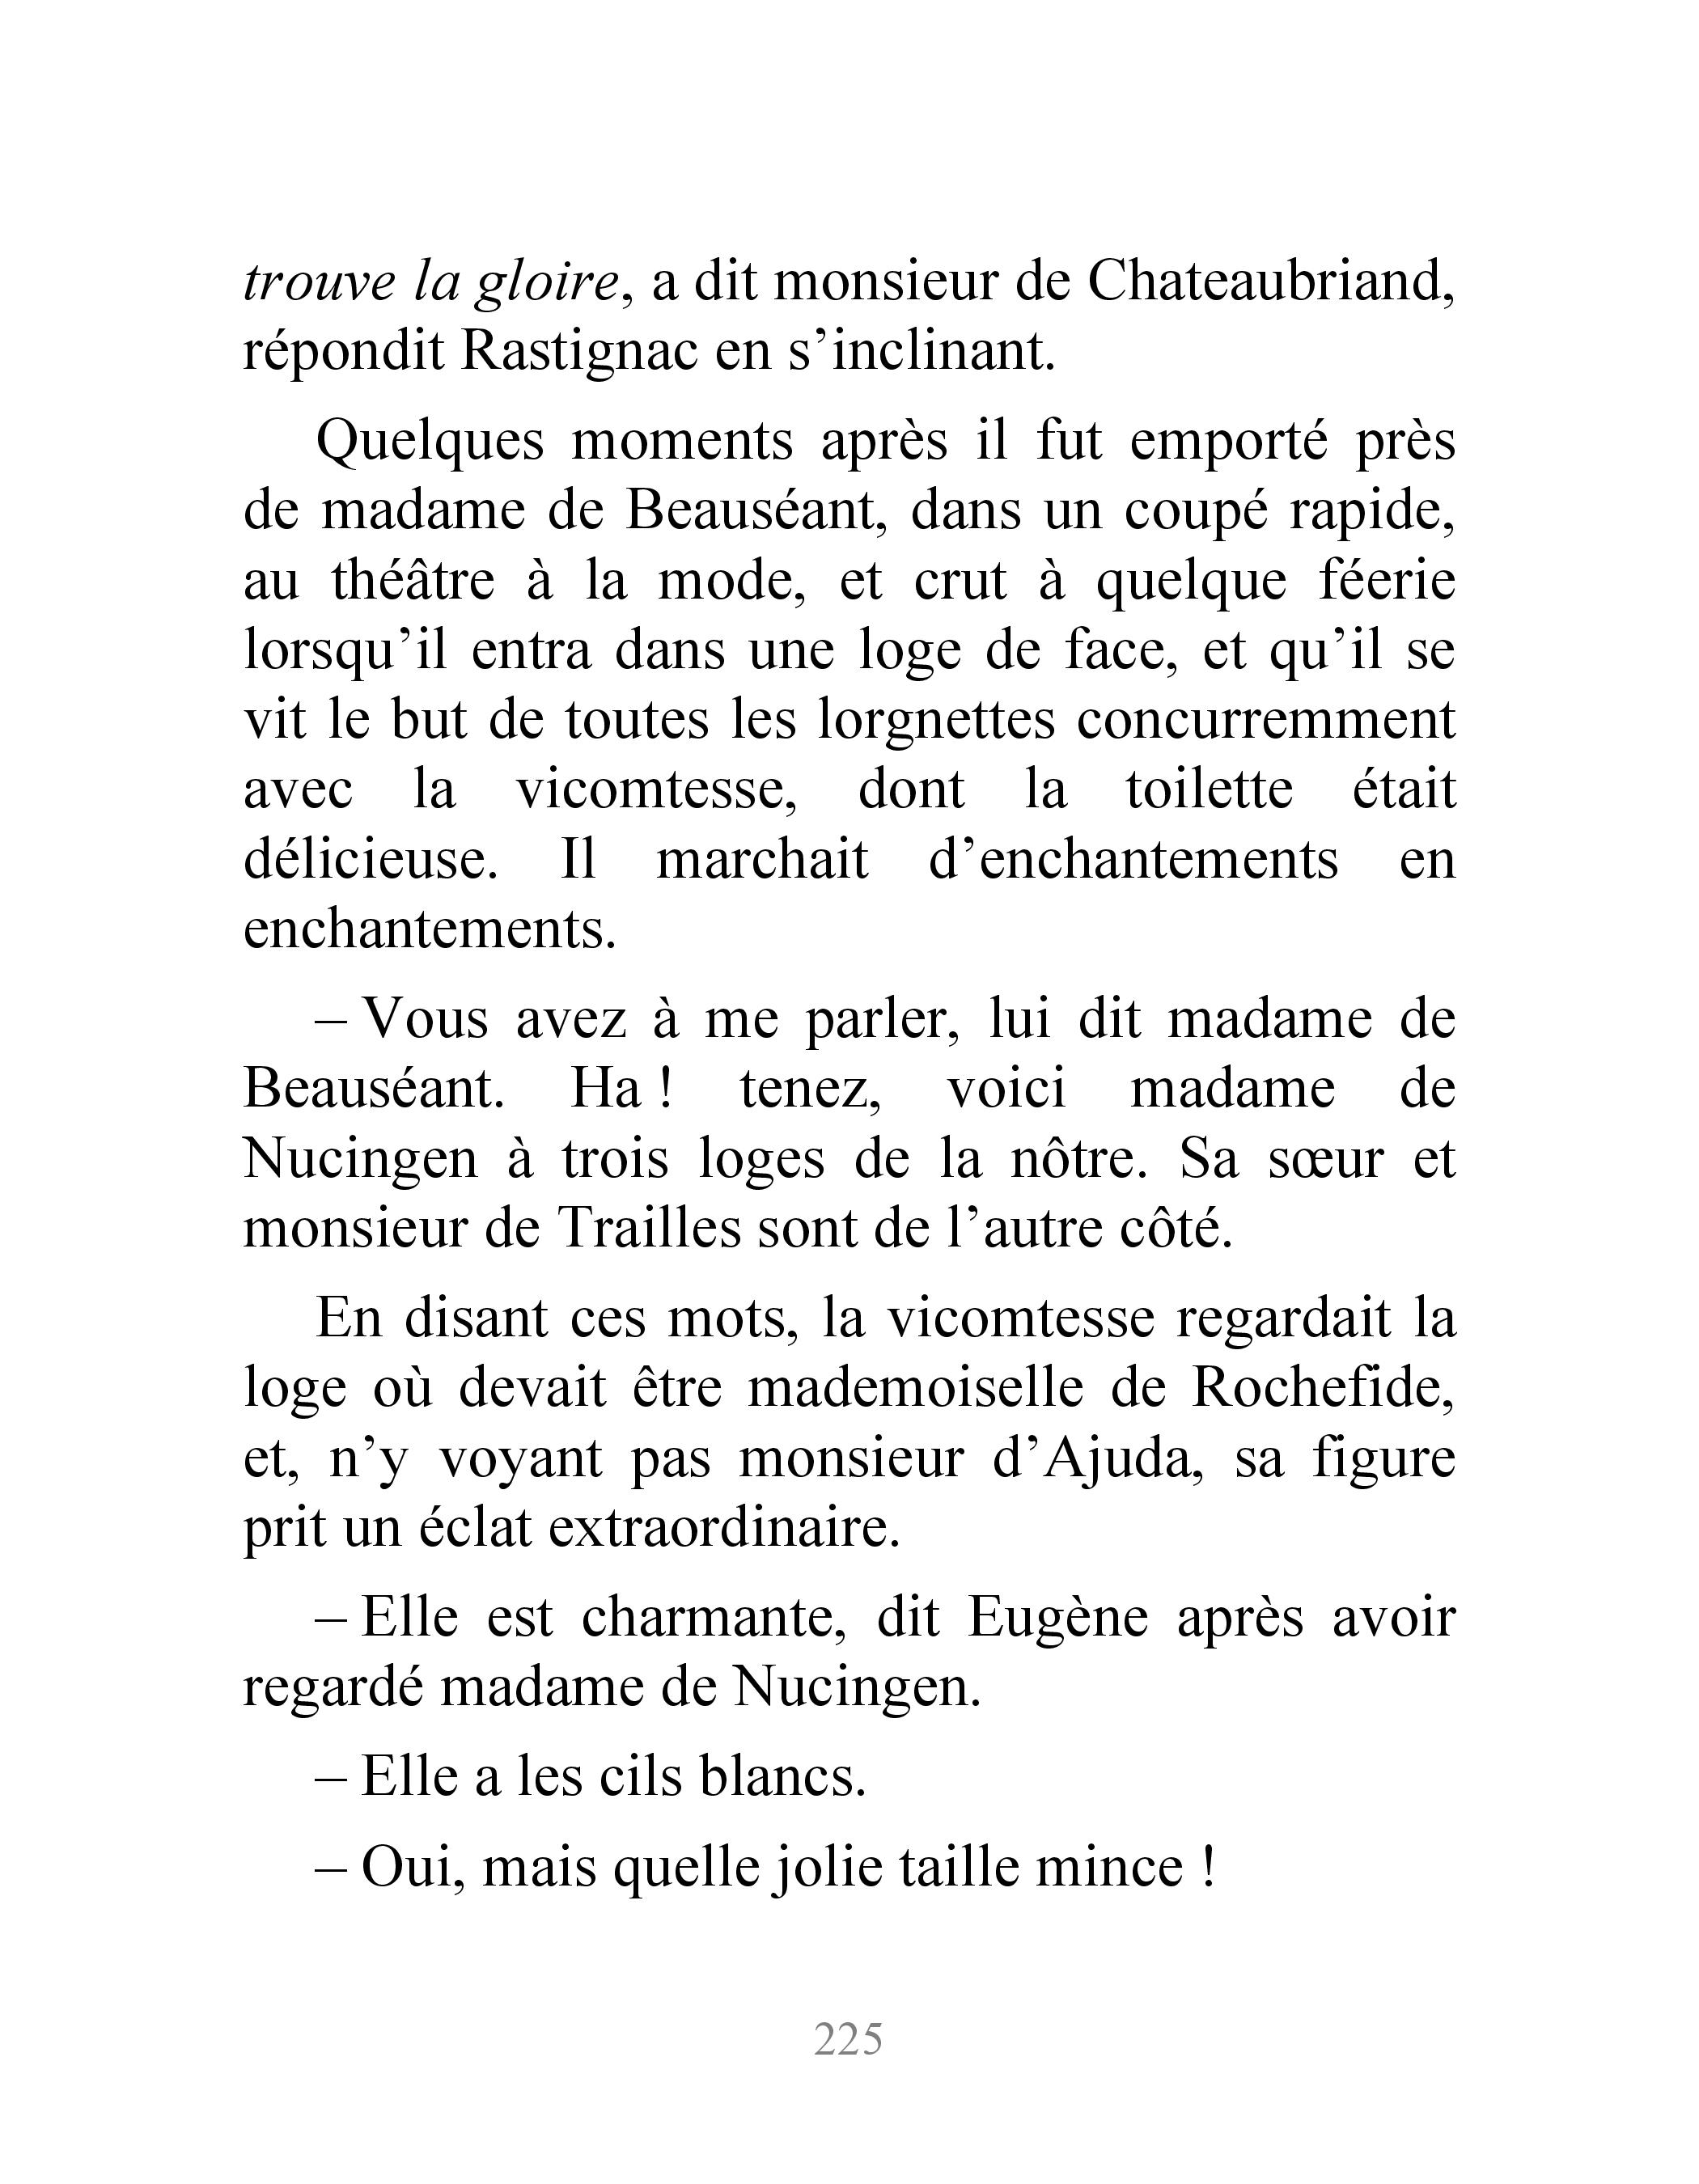 trouve la gloire, a dit monsieur de Chateaubriand,
répondit Rastignac en s’inclinant.
Quelques moments après il fut emporté près
de madame de Beauséant, dans un coupé rapide,
au théâtre à la mode, et crut à quelque féerie
lorsqu’il entra dans une loge de face, et qu’il se
vit le but de toutes les lorgnettes concurremment
avec la vicomtesse, dont la toilette était
délicieuse. Il marchait d’enchantements en
enchantements.
– Vous avez à me parler, lui dit madame de
Beauséant. Ha ! tenez, voici madame de
Nucingen à trois loges de la nôtre. Sa sœur et
monsieur de Trailles sont de l’autre côté.
En disant ces mots, la vicomtesse regardait la
loge où devait être mademoiselle de Rochefide,
et, n’y voyant pas monsieur d’Ajuda, sa figure
prit un éclat extraordinaire.
– Elle est charmante, dit Eugène après avoir
regardé madame de Nucingen.
– Elle a les cils blancs.
– Oui, mais quelle jolie taille mince !
225